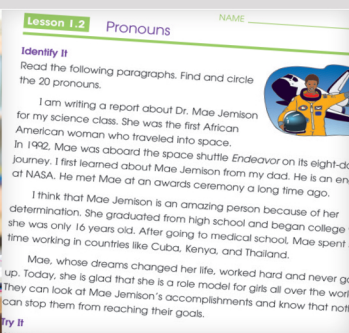 Lesson 1.2
Pronouns
NAME
Identify It
Read the following paragraphs. Find and circle
the 20 pronouns.
I am writing a report about Dr. Mae Jemison
for my science class. She was the first African
American woman who traveled into space.
In 1992, Mae was aboard the space shuttle Endeavor on its eight-da
journey. I first learned about Mae Jemison from my dad. He is an en
at NASA. He met Mae at an awards ceremony a long time ago.
I think that Mae Jemison is an amazing person because of her
determination. She graduated from high school and began college
she was only 16 years old. After going to medical school, Mae spent
time working in countries like Cuba, Kenya, and Thailand.
Mae, whose dreams changed her life, worked hard and never ga
up. Today, she is glad that she is a role model for girls all over the worl
They can look at Mae Jemison's accomplishments and know that noth
can stop them from reaching their goals.
Try It